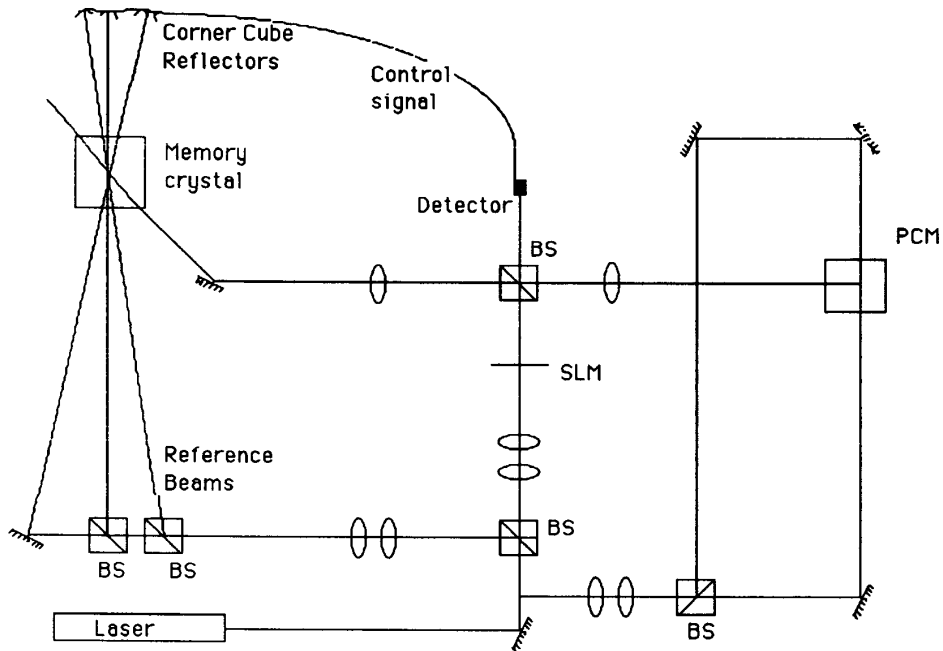 Corner Cube
Reflectors
Control
signal
Memory
crystal
Detector
BS
PCM
SLM
Reference
Beams
BS
BS
BS
BS
Laser